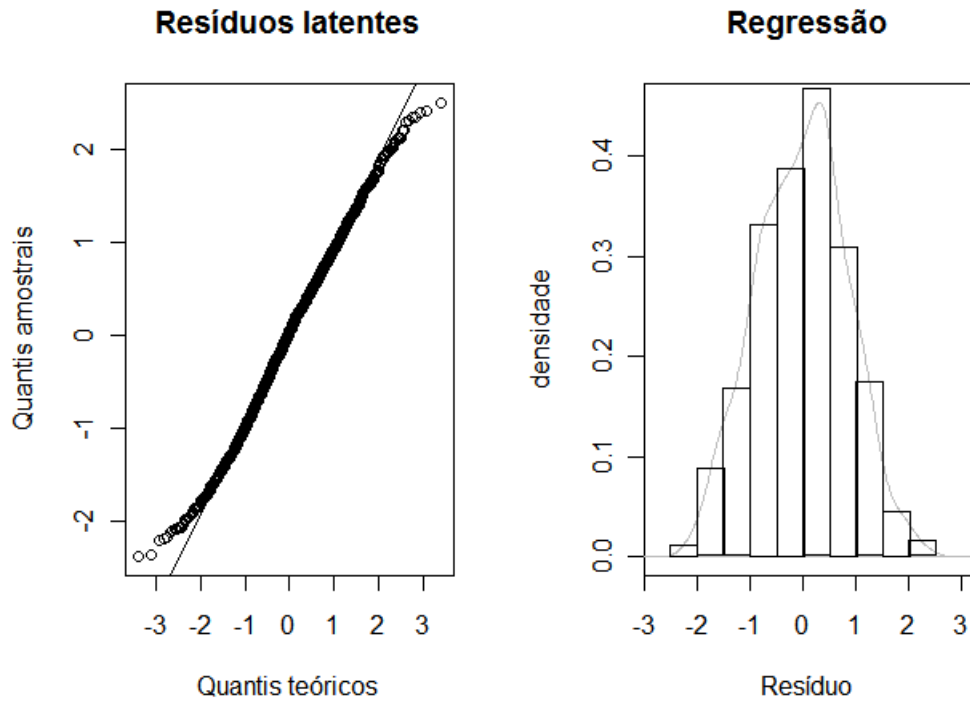 Resíduos latentes
Quantis amostrais
2
1
0
-1
-2
-3 -2 -1 0 1 2 3
Quantis teóricos
Regressão
densidade
0.4
0.3
0.2
0.1
0.0
-3 -2 -1 0 1 2 3
Resíduo